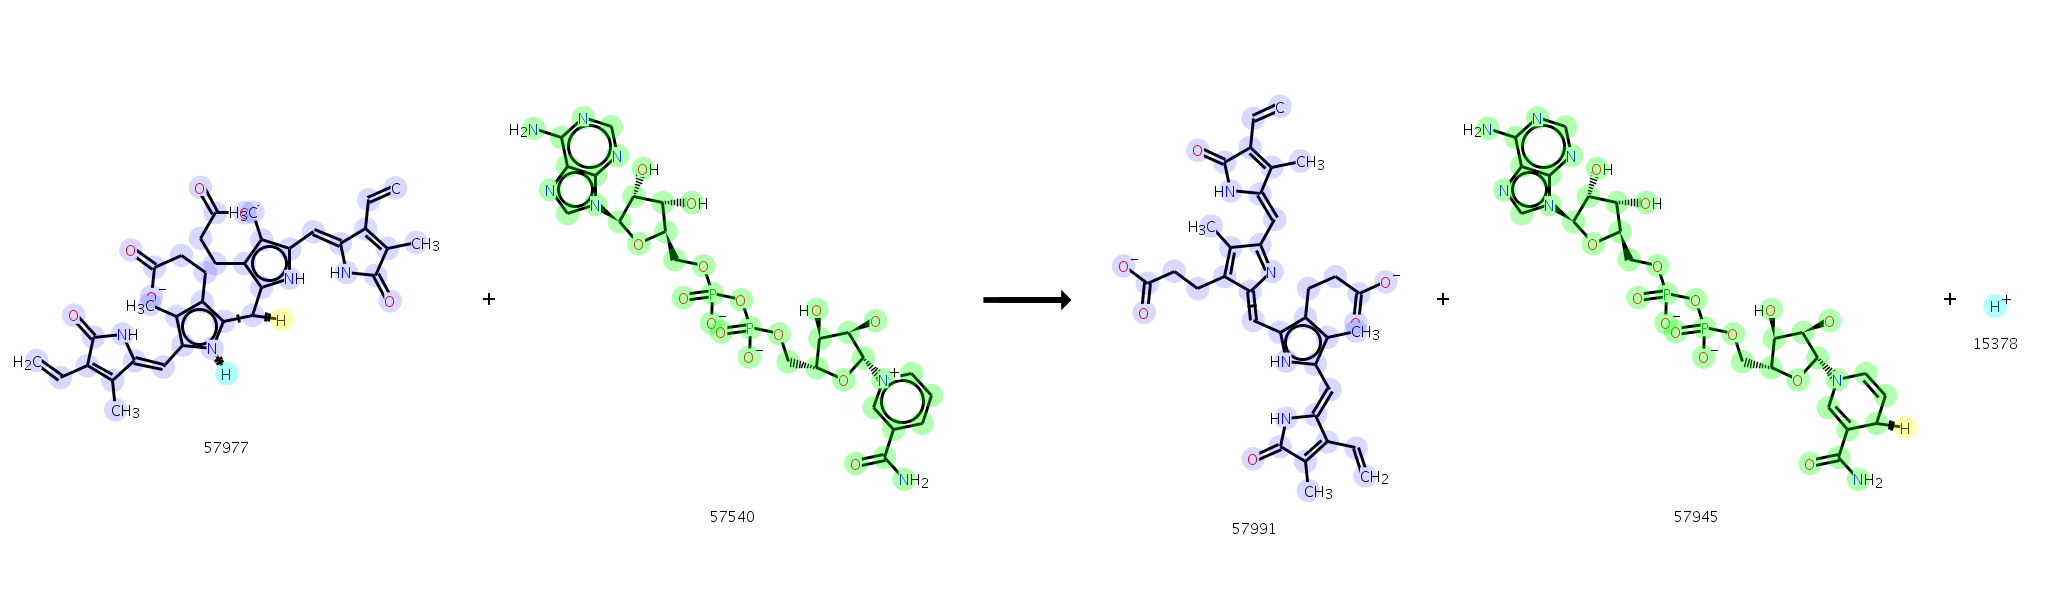 57977
+
57540
57991
+
57945
+
H+
15378
H2N
N
N
N
N
OH
OH
O
O
O
P
O
O−
O
P
O
O−
HO
O
O
N+
O
NH2
O
H3C
C
CH3
HN
O
NH
H
O
O−
H3C
O
NH
N
H
H2C
CH3
C
O
HN
CH3
H3C
N
O−
O
O−
O
CH3
HN
HN
O
CH3
CH2
H2N
N
N
N
N
OH
OH
O
O
O
P
O
O−
O
P
O
O−
HO
O
O
N
H
O
NH2